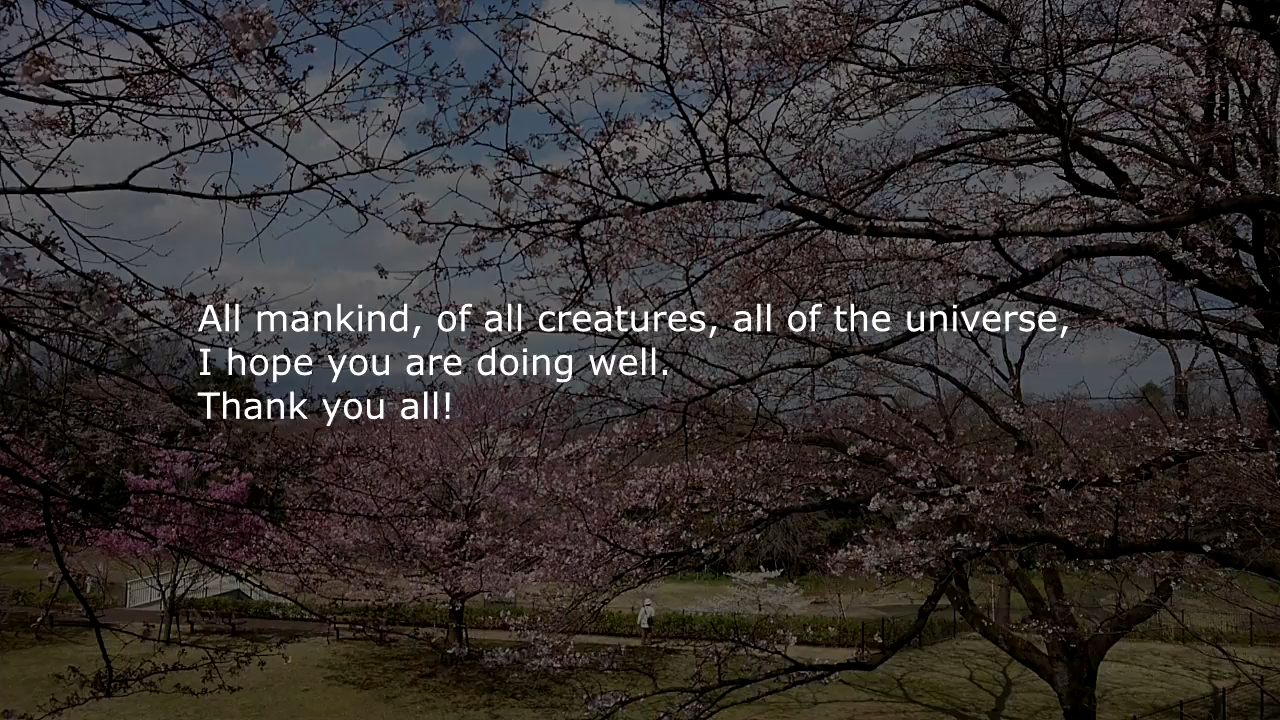 All mankind, of all creatures, all of the universe,
I hope you are doing well.
Thank you all!